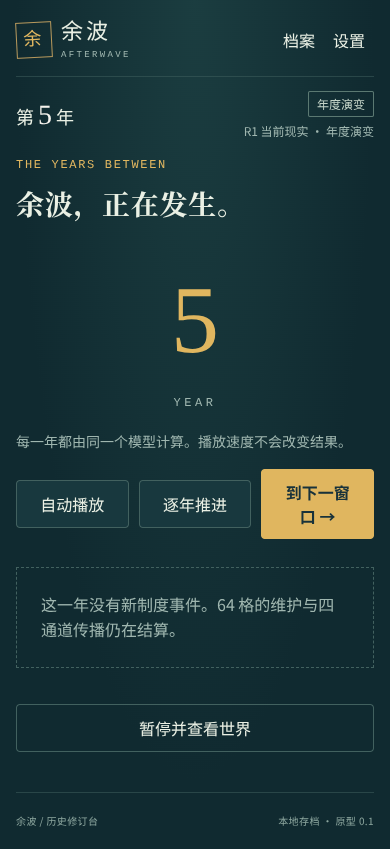 余
余波
AFTERWAVE
档案 设置
第5年
年度演变
R1 当前现实 · 年度演变
THE YEARS BETWEEN
余波，正在发生。
5
YEAR
每一年都由同一个模型计算。播放速度不会改变结果。
自动播放
逐年推进
到下一窗
口 →
这一年没有新制度事件。64 格的维护与四
通道传播仍在结算。
暂停并查看世界
余波 / 历史修订台
本地存档 · 原型 0.1